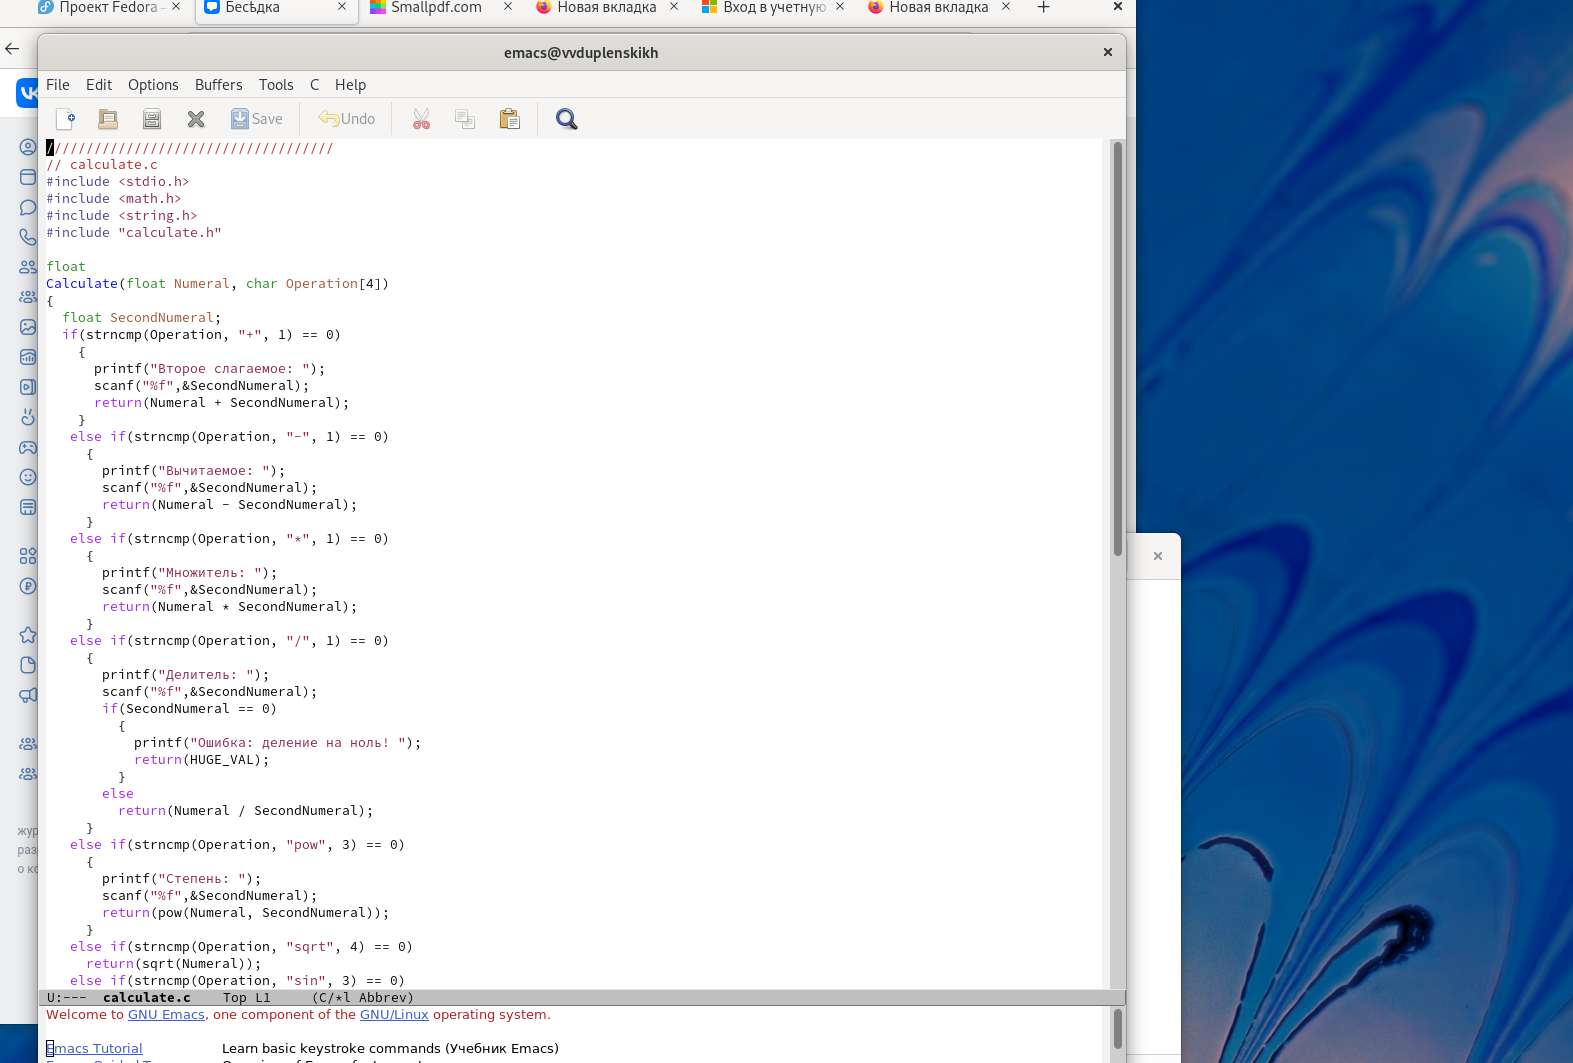 Проект Fedora –
Бесѣдка
Smallpdf.com
Новая вкладка
Вход в учетную
Новая вкладка
emacs@vvduplenskikh
File Edit Options Buffers Tools C Help
Save
Undo
////////////////////////////////////
// calculate.c
#include <stdio.h>
#include <math.h>
#include <string.h>
#include "calculate.h"
float
Calculate(float Numeral, char Operation[4])
{
float SecondNumeral;
if(strncmp(Operation, "+", 1) == 0)
{
printf("Второе слагаемое: ");
scanf("%f",&SecondNumeral);
return(Numeral + SecondNumeral);
}
else if(strncmp(Operation, "-", 1) == 0)
{
printf("Вычитаемое: ");
scanf("%f",&SecondNumeral);
return(Numeral - SecondNumeral);
}
else if(strncmp(Operation, "*", 1) == 0)
{
printf("Множитель: ");
scanf("%f",&SecondNumeral);
return(Numeral * SecondNumeral);
}
else if(strncmp(Operation, "/", 1) == 0)
{
printf("Делитель: ");
scanf("%f",&SecondNumeral);
if(SecondNumeral == 0)
{
printf("Ошибка: деление на ноль! ");
return(HUGE_VAL);
}
else
return(Numeral / SecondNumeral);
}
else if(strncmp(Operation, "pow", 3) == 0)
{
printf("Степень: ");
scanf("%f",&SecondNumeral);
return(pow(Numeral, SecondNumeral));
}
else if(strncmp(Operation, "sqrt", 4) == 0)
return(sqrt(Numeral));
else if(strncmp(Operation, "sin", 3) == 0)
U:--- calculate.c Top L1 (C/*l Abbrev)
Welcome to GNU Emacs, one component of the GNU/Linux operating system.
Emacs Tutorial Learn basic keystroke commands (Учебник Emacs)